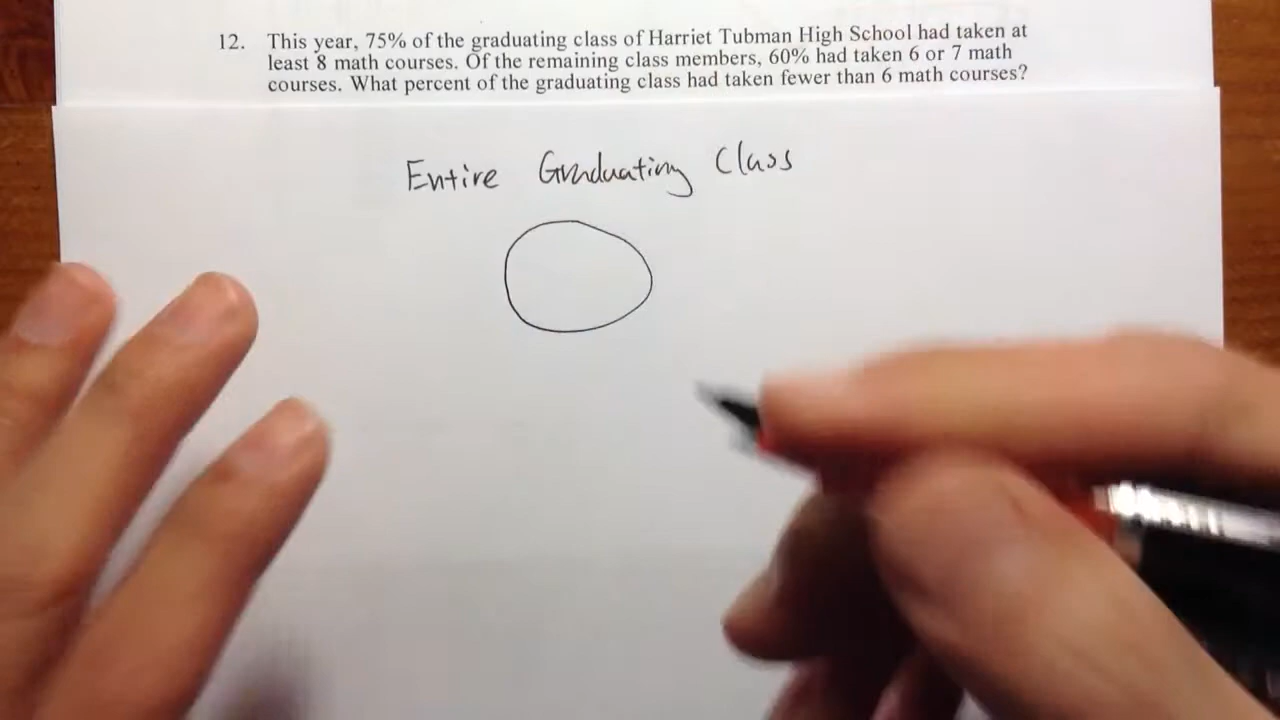 12. This year, 75% of the graduating class of Harriet Tubman High School had taken at
least 8 math courses. Of the remaining class members, 60% had taken 6 or 7 math
courses. What percent of the graduating class had taken fewer than 6 math courses?
Entire Graduating Class